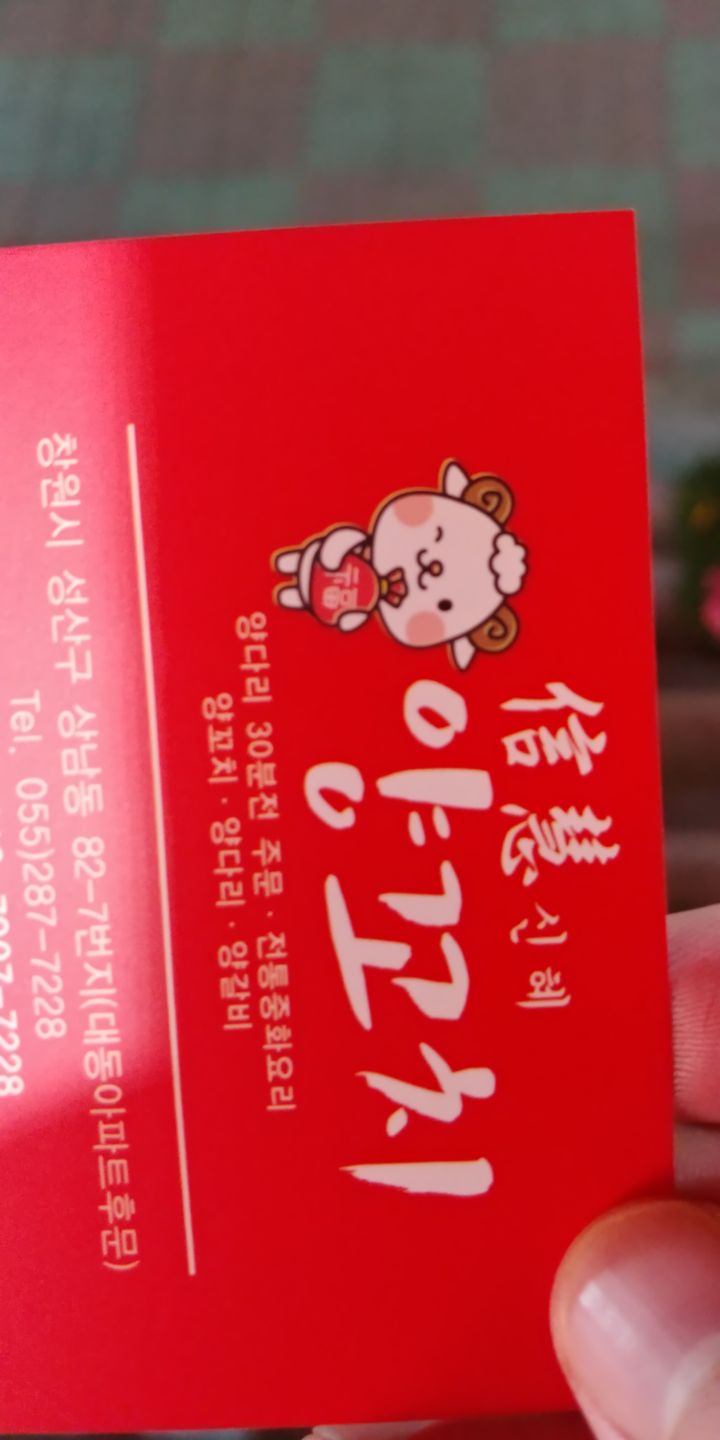 信慧 신혜
양꼬치
양다리 30분전 주문 · 전통중화요리
양꼬치 · 양다리 · 양갈비
창원시 성산구 상남동 82-7번지(대동아파트후문)
Tel. 055)287-7228
7228
福